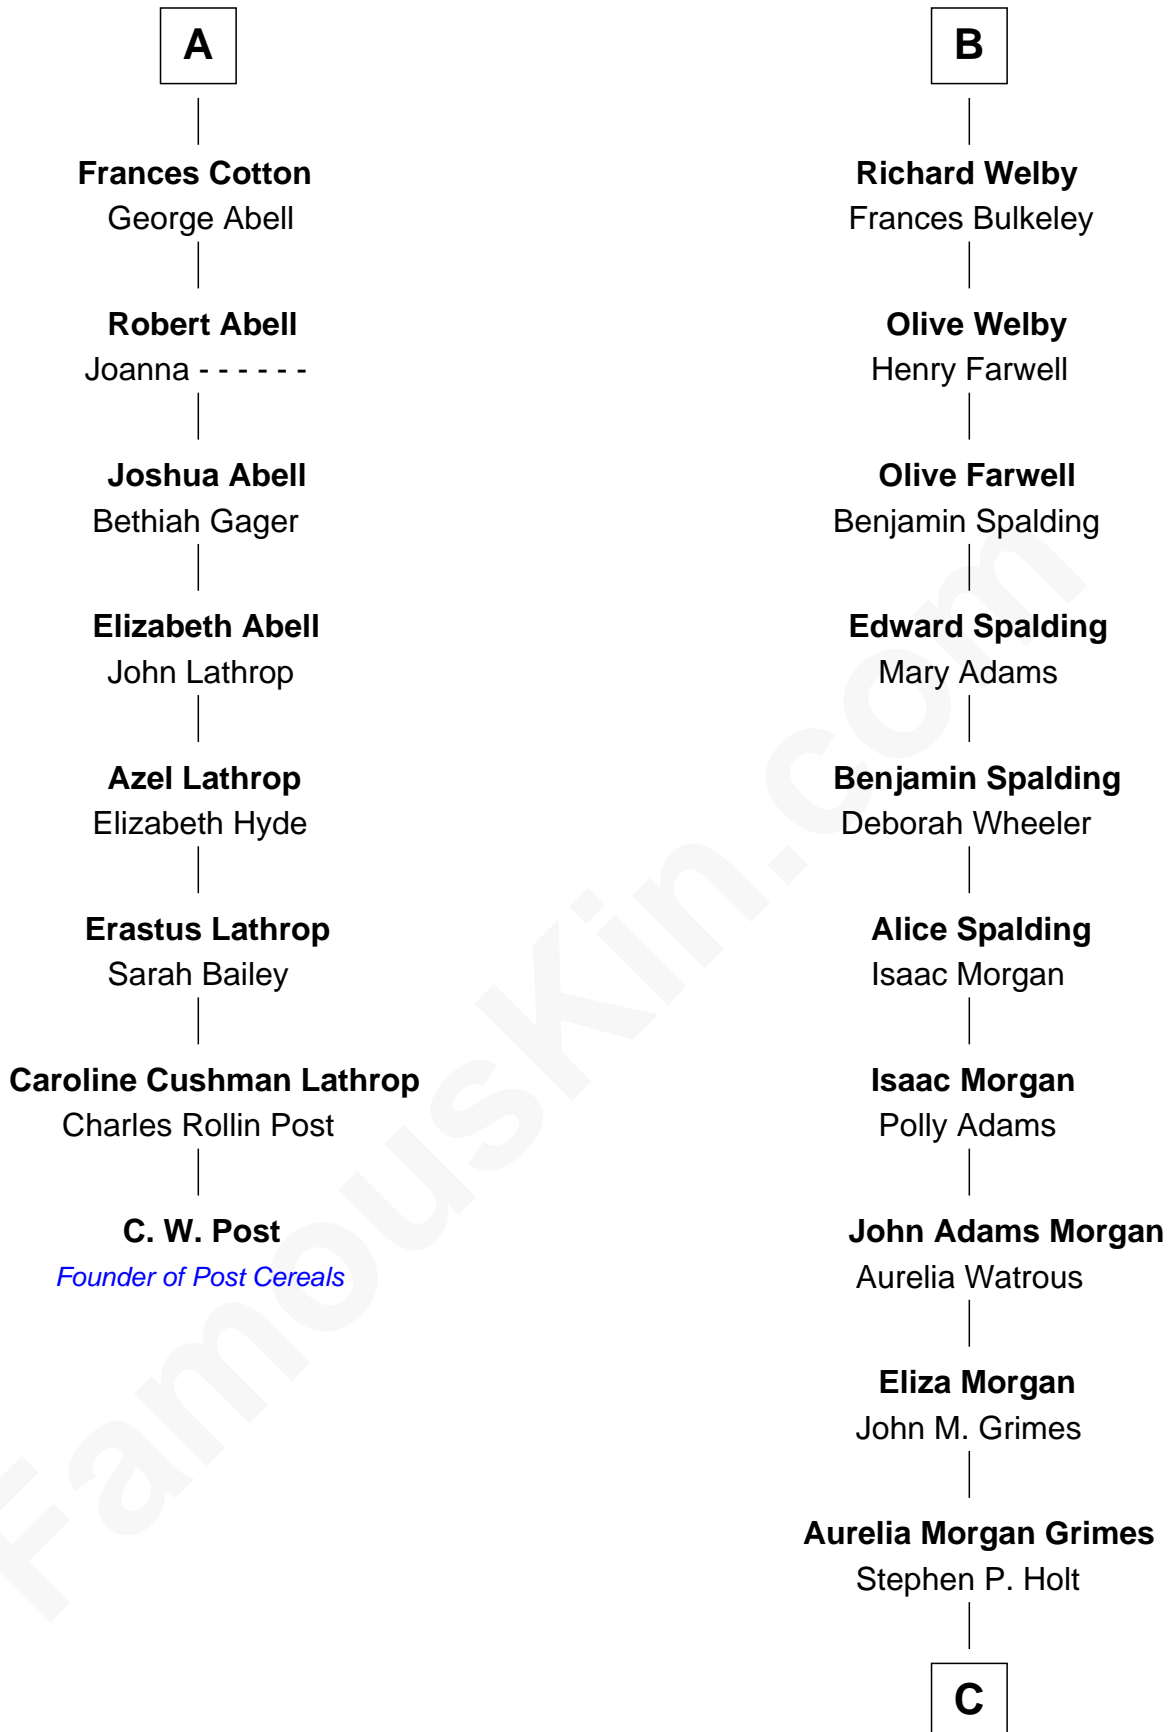 A
Frances Cotton
George Abell
Robert Abell
Joanna - - - - - -
Joshua Abell
Bethiah Gager
Elizabeth Abell
John Lathrop
Azel Lathrop
Elizabeth Hyde
Erastus Lathrop
Sarah Bailey
Caroline Cushman Lathrop
Charles Rollin Post
C. W. Post
Founder of Post Cereals
B
Richard Welby
Frances Bulkeley
Olive Welby
Henry Farwell
Olive Farwell
Benjamin Spalding
Edward Spalding
Mary Adams
Benjamin Spalding
Deborah Wheeler
Alice Spalding
Isaac Morgan
Isaac Morgan
Polly Adams
John Adams Morgan
Aurelia Watrous
Eliza Morgan
John M. Grimes
Aurelia Morgan Grimes
Stephen P. Holt
C
FamousKin.com